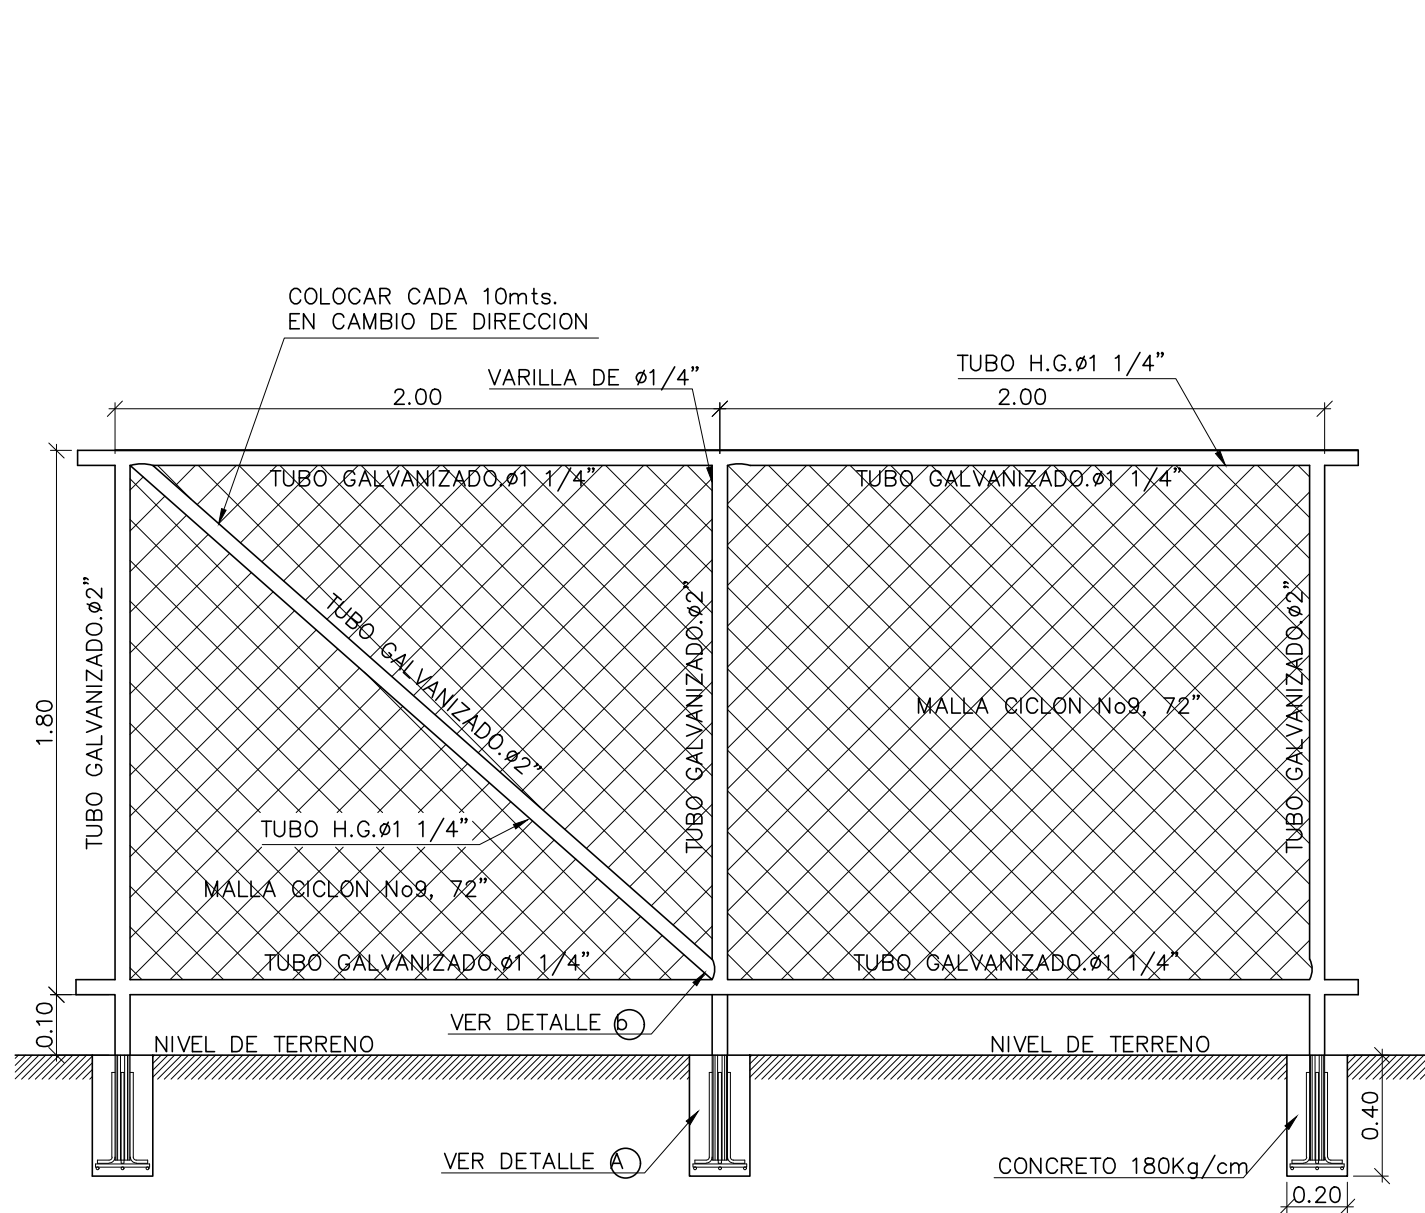 COLOCAR CADA 10mts.
EN CAMBIO DE DIRECCION
VARILLA DE ø1/4”
TUBO H.G.ø1 1/4”
2.00
2.00
TUBO GALVANIZADO.ø1 1/4”
TUBO GALVANIZADO.ø1 1/4”
TUBO GALVANIZADO.ø2”
TUBO GALVANIZADO.ø2”
TUBO GALVANIZADO.ø2”
TUBO GALVANIZADO.ø2”
1.80
MALLA CICLON No9, 72”
TUBO H.G.ø1 1/4”
MALLA CICLON No9, 72”
TUBO GALVANIZADO.ø1 1/4”
TUBO GALVANIZADO.ø1 1/4”
0.10
VER DETALLE b
NIVEL DE TERRENO
NIVEL DE TERRENO
0.40
VER DETALLE A
CONCRETO 180Kg/cm
0.20